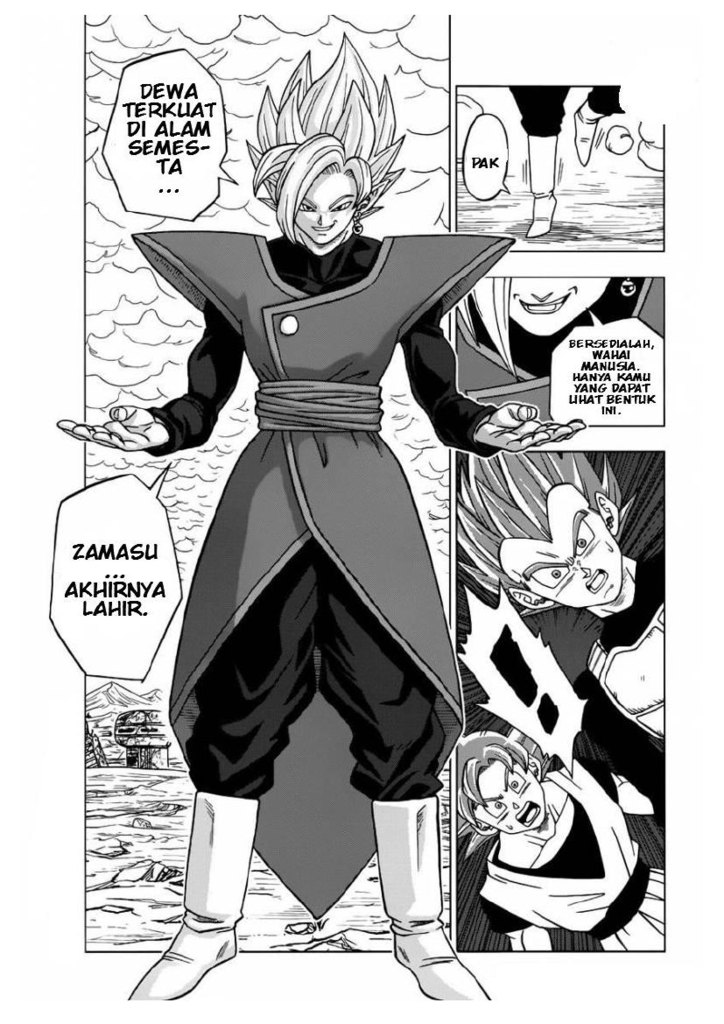 PAK
BERSEDIALAH,
WAHAI
MANUSIA.
HANYA KAMU
YANG DAPAT
LIHAT BENTUK
INI.
DEWA
TERKUAT
DI ALAM
SEMES-
TA
...
ZAMASU
...
AKHIRNYA
LAHIR.
!!